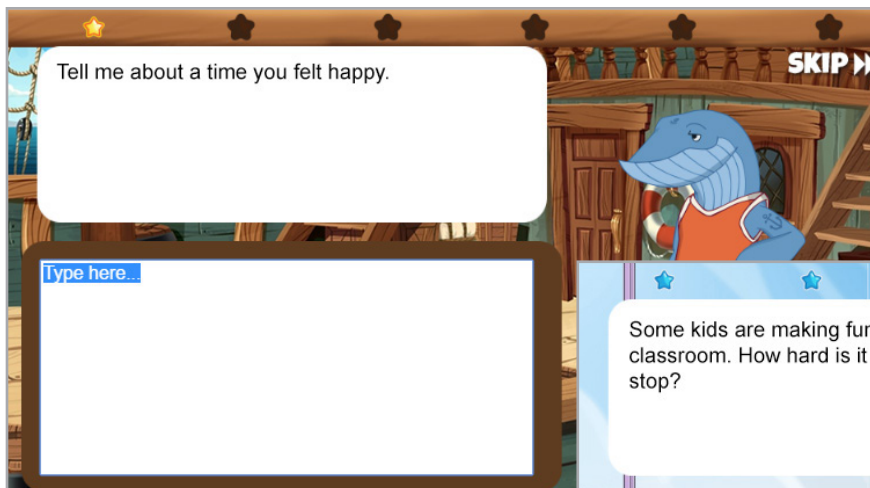 Tell me about a time you felt happy.
SKIP
Type here...
Some kids are making
classroom. How hard is it
stop?